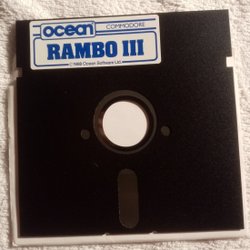 ocean
COMMODORE
RAMBO III
©1988 Ocean Software Ltd.